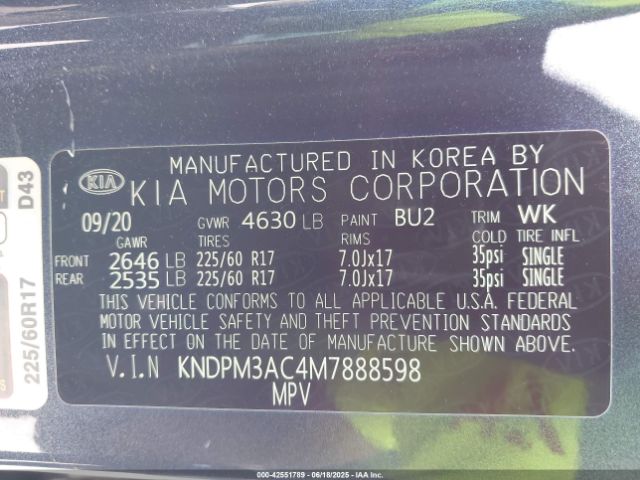 MANUFACTURED IN KOREA BY
KIA KIA MOTORS CORPORATION
09/20 GVWR 4630 LB PAINT BU2 TRIM WK
GAWR TIRES RIMS COLD TIRE INFL
FRONT 2646 LB 225/60 R17 7.0Jx17 35psi SINGLE
REAR 2535 LB 225/60 R17 7.0Jx17 35psi SINGLE
THIS VEHICLE CONFORMS TO ALL APPLICABLE U.S.A. FEDERAL
MOTOR VEHICLE SAFETY AND THEFT PREVENTION STANDARDS
IN EFFECT ON THE DATE OF MANUFACTURE SHOWN ABOVE.
V.I.N KNDPM3AC4M7888598
MPV
D43
225/60R17
IAA 42551789 06/18/2025 © IAA, Inc.